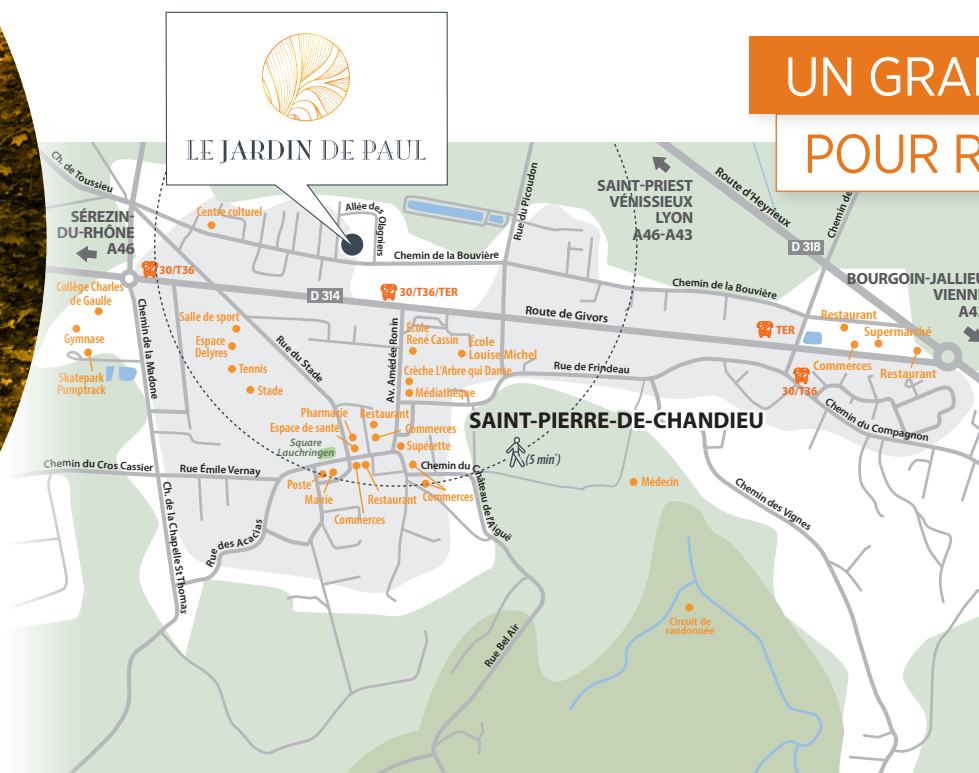 LE JARDIN DE PAUL
UN GRA
POUR R
Ch. de Toussieu
SÉREZIN-
DU-RHÔNE
A46
Centre culturel
Allée des
Olagniers
Chemin de la Bouvière
Rue du Picoudon
SAINT-PRIEST
VÉNISSIEUX
LYON
A46-A43
Route d'Heyrieux
Chemin de
D 318
BOURGOIN-JALLIEU
VIENN
A4
30/T36
Collège Charles
de Gaulle
D 314
30/T36/TER
Chemin de la Bouvière
Route de Givors
TER
Restaurant
Supermarché
Commerces
Restaurant
30/T36
Gymnase
Skatepark
Pumptrack
Chemin de la Madone
Salle de sport
Espace
Delyres
Tennis
Stade
Rue du Stade
Av. Amédée Ronin
École
René Cassin
École
Louise Michel
Crèche L'Arbre qui Danse
Médiathèque
Rue de Frindeau
Chemin du Compagnon
SAINT-PIERRE-DE-CHANDIEU
Pharmacie
Restaurant
Espace de santé
Commerces
Square
Lauchringen
Supérette
(5 min*)
Chemin du Cros Cassier
Rue Émile Vernay
Chemin du
Château de l'Aigüe
Poste
Mairie
Restaurant
Commerces
Commerces
Médecin
Chemin des Vignes
Ch. de la Chapelle St Thomas
Rue des Acacias
Rue Bel Air
Circuit de
randonnée